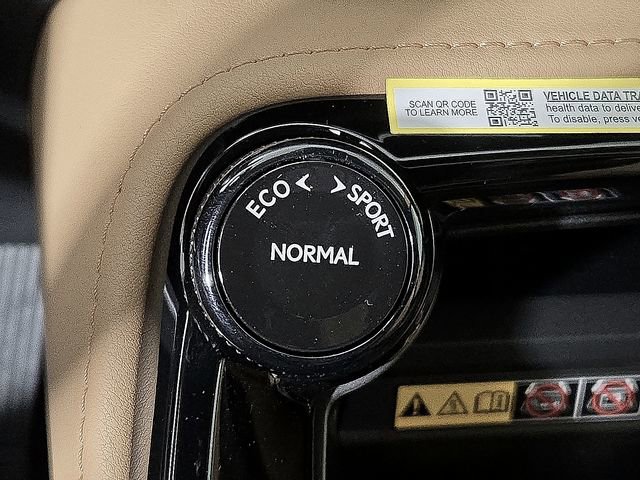 SCAN QR CODE
TO LEARN MORE
VEHICLE DATA TRA
health data to delive
To disable, press ve
ECO < > SPORT
NORMAL